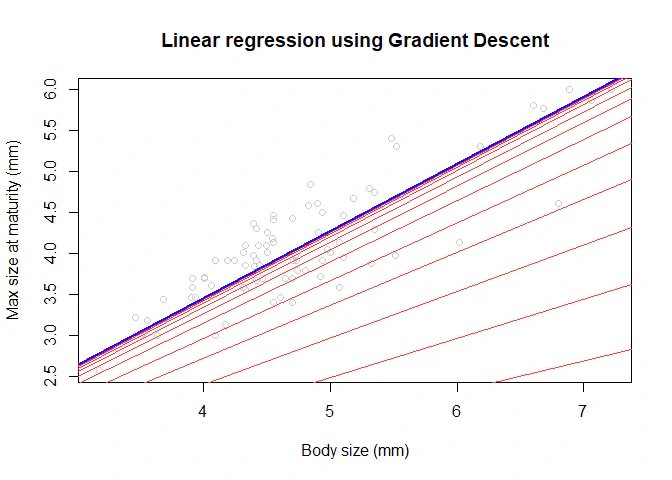 Linear regression using Gradient Descent
Max size at maturity (mm)
6.0
5.5
5.0
4.5
4.0
3.5
3.0
2.5
4 5 6 7
Body size (mm)